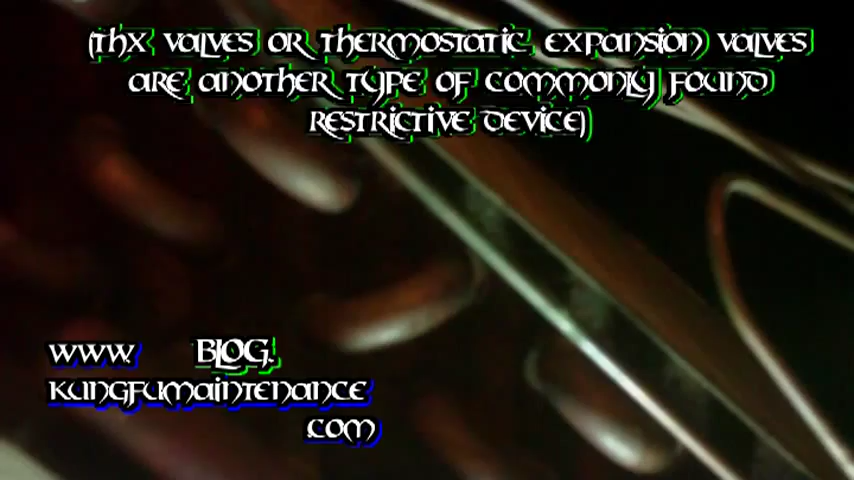 (THX VALVES OR THERMOSTATIC EXPANSION VALVES
ARE ANOTHER TYPE OF COMMONLY FOUND
RESTRICTIVE DEVICE)
WWW. BLOG.
KUNGFUMAINTENANCE
.COM